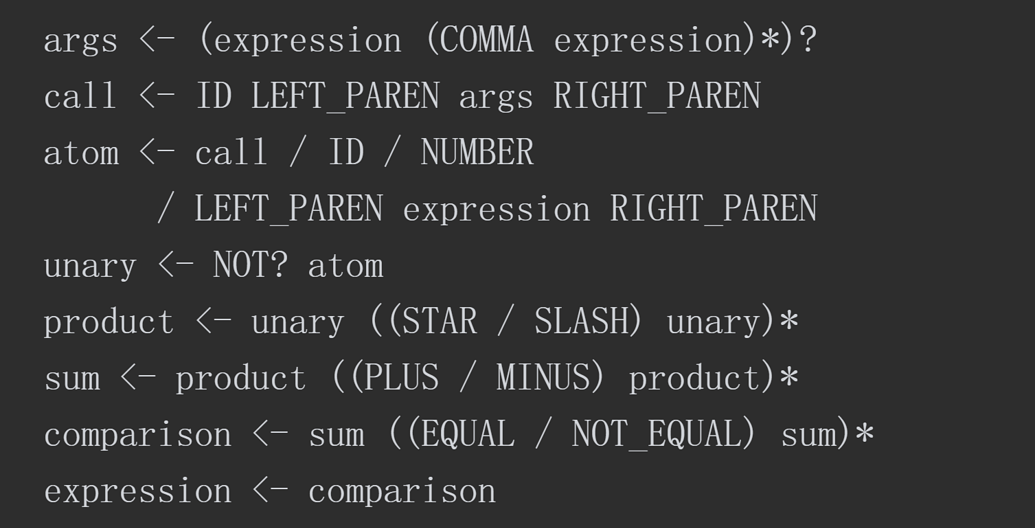 args <- (expression (COMMA expression)*)?
call <- ID LEFT_PAREN args RIGHT_PAREN
atom <- call / ID / NUMBER
      / LEFT_PAREN expression RIGHT_PAREN
unary <- NOT? atom
product <- unary ((STAR / SLASH) unary)*
sum <- product ((PLUS / MINUS) product)*
comparison <- sum ((EQUAL / NOT_EQUAL) sum)*
expression <- comparison